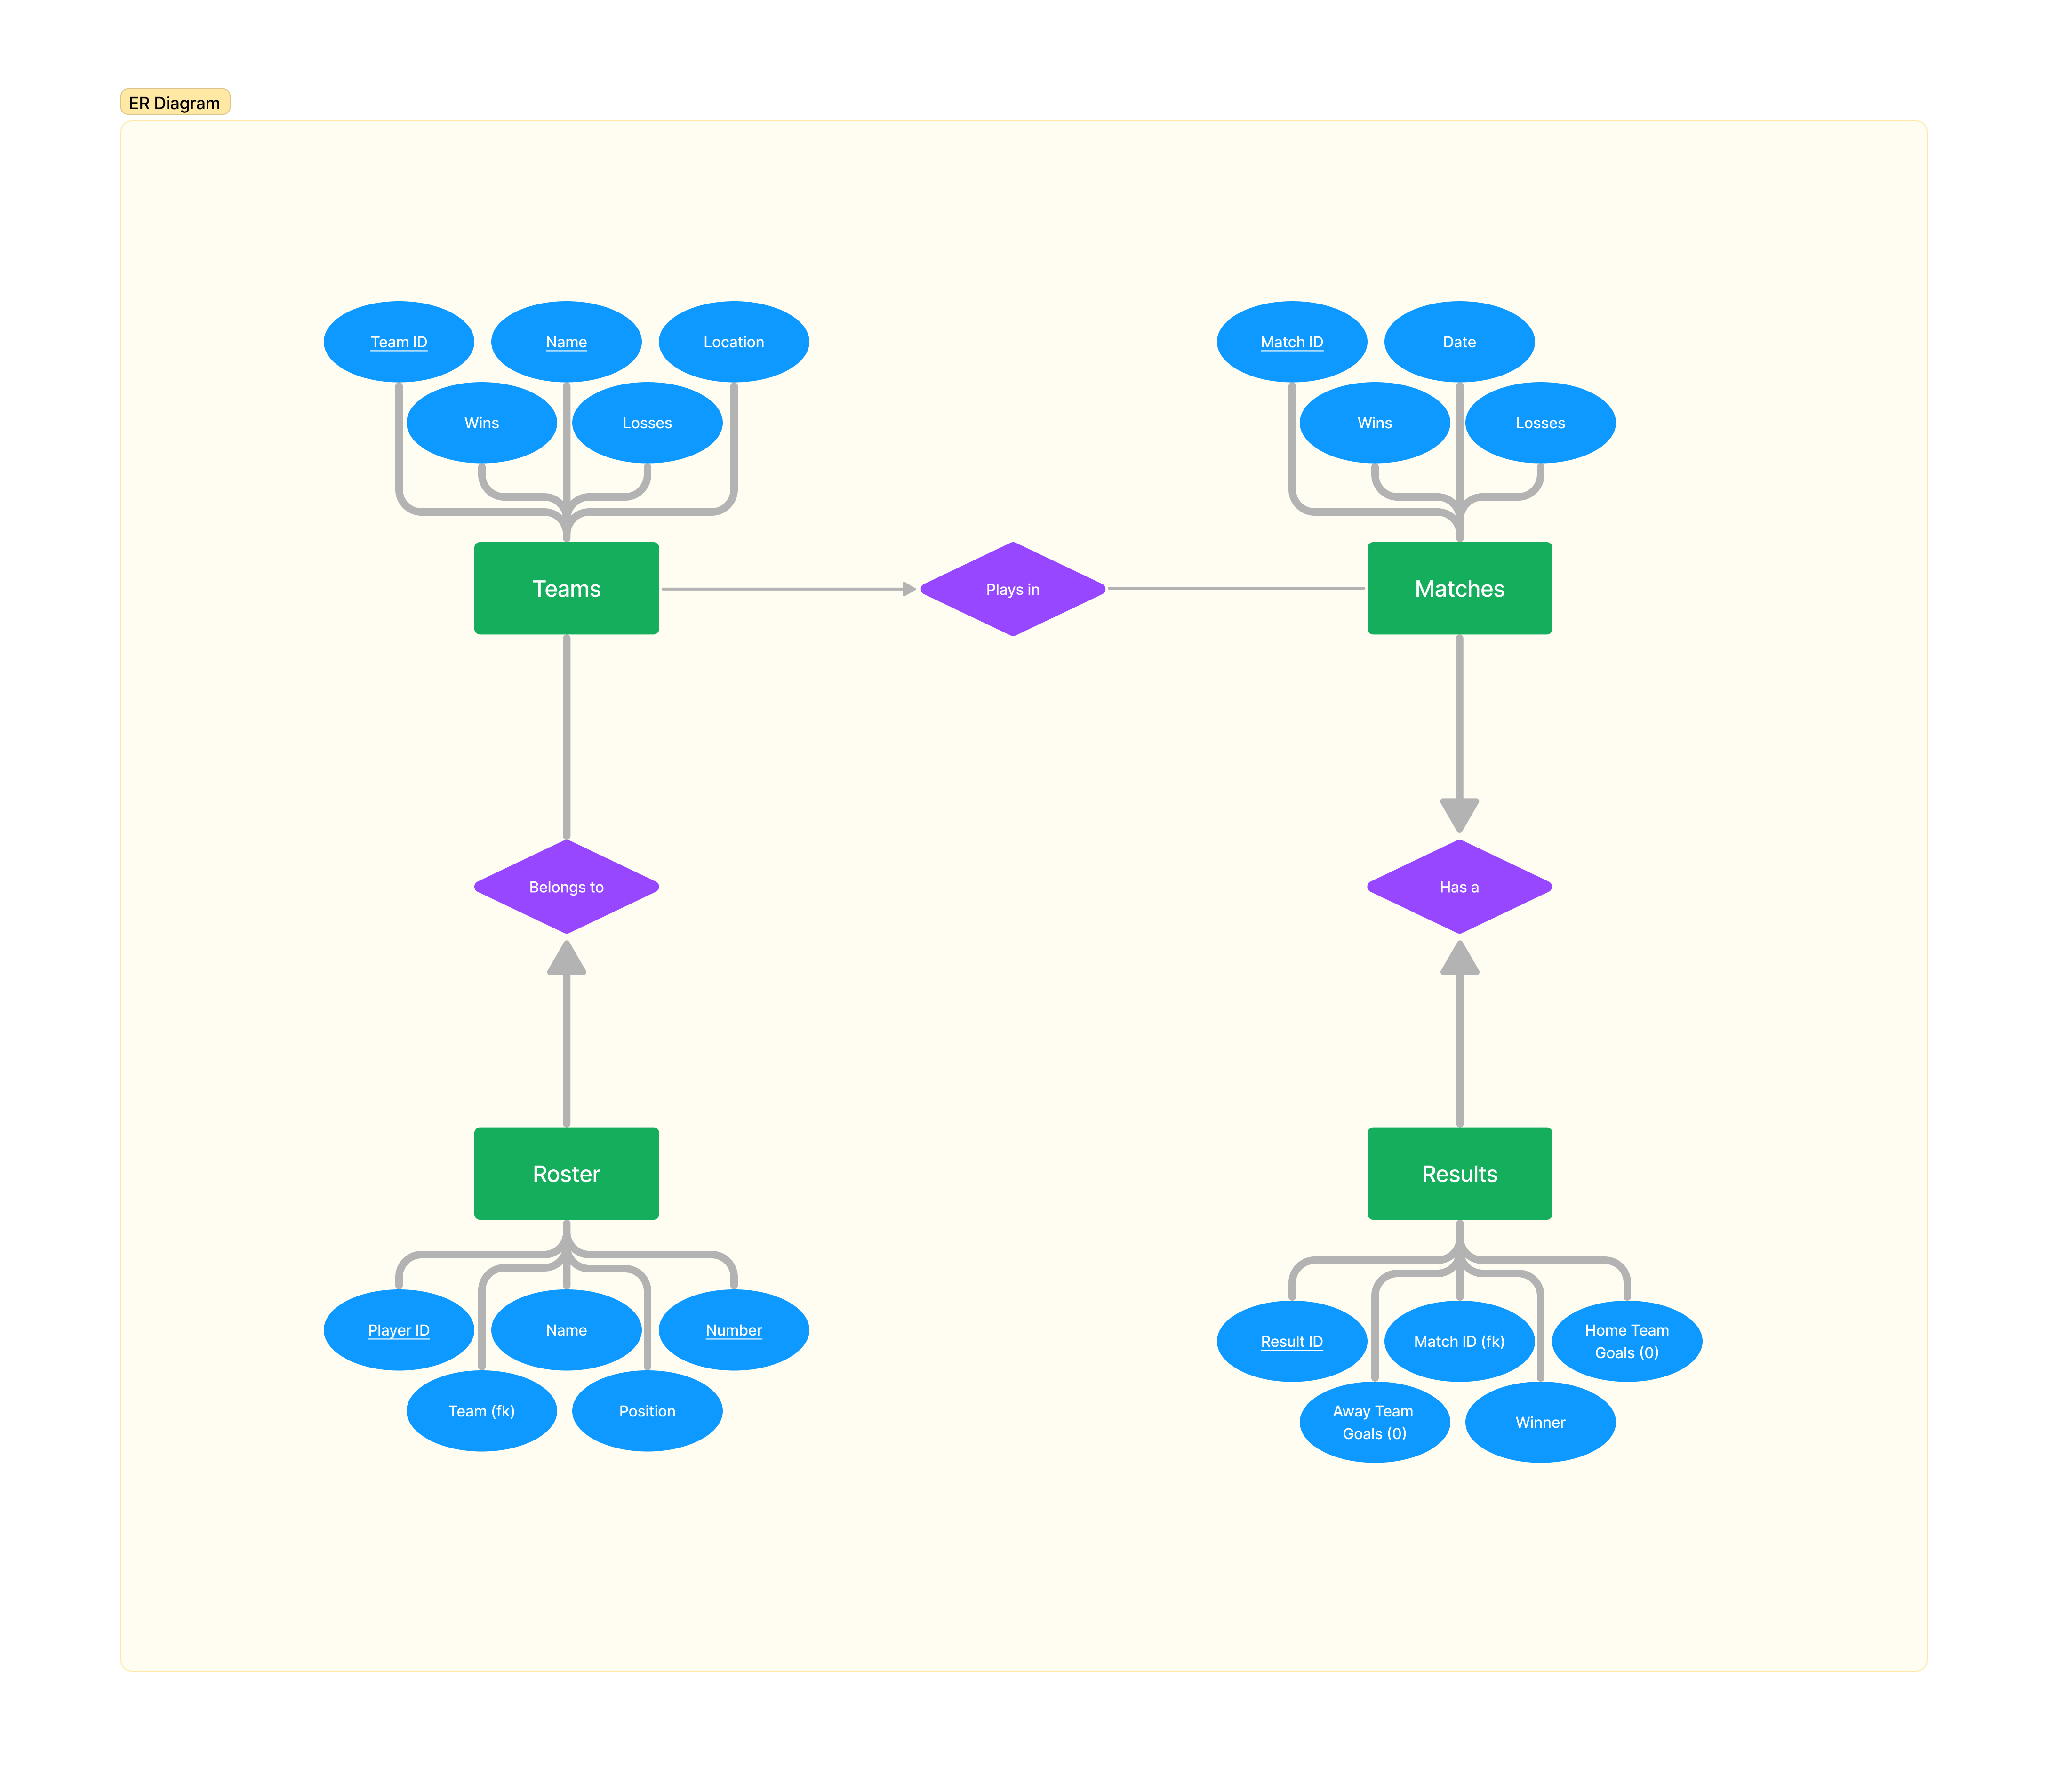 ER Diagram
Team ID
Name
Location
Wins
Losses
Match ID
Date
Wins
Losses
Teams
Plays in
Matches
Belongs to
Has a
Roster
Results
Player ID
Name
Number
Team (fk)
Position
Result ID
Match ID (fk)
Home Team
Goals (0)
Away Team
Goals (0)
Winner